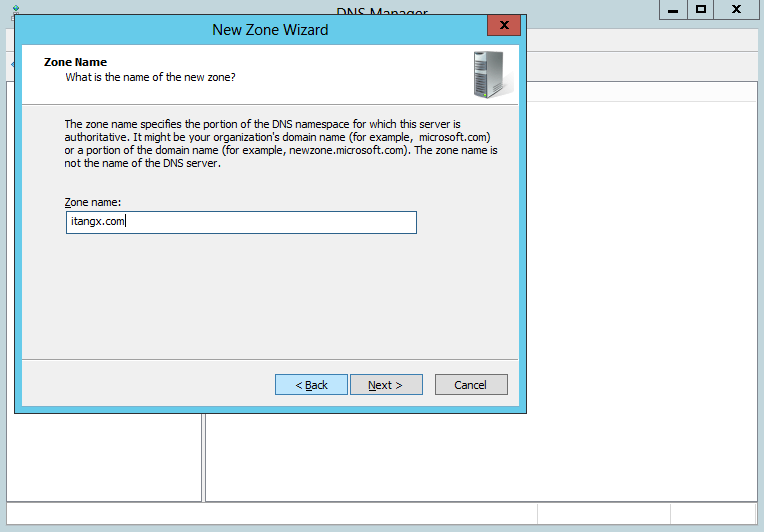 DNS Manager
New Zone Wizard
X
X
Zone Name
What is the name of the new zone?
The zone name specifies the portion of the DNS namespace for which this server is
authoritative. It might be your organization's domain name (for example, microsoft.com)
or a portion of the domain name (for example, newzone.microsoft.com). The zone name is
not the name of the DNS server.
Zone name:
itangx.com
< Back
Next >
Cancel